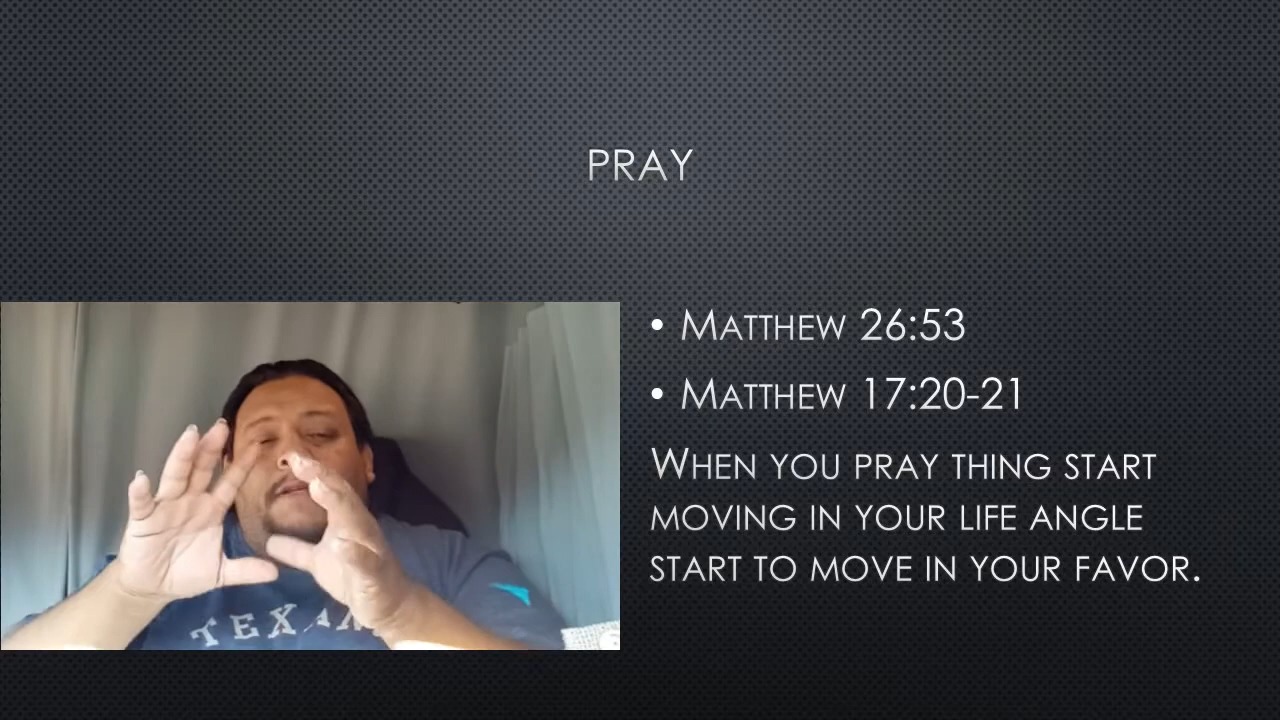 PRAY
• MATTHEW 26:53
• MATTHEW 17:20-21
WHEN YOU PRAY THING START
MOVING IN YOUR LIFE ANGLE
START TO MOVE IN YOUR FAVOR.